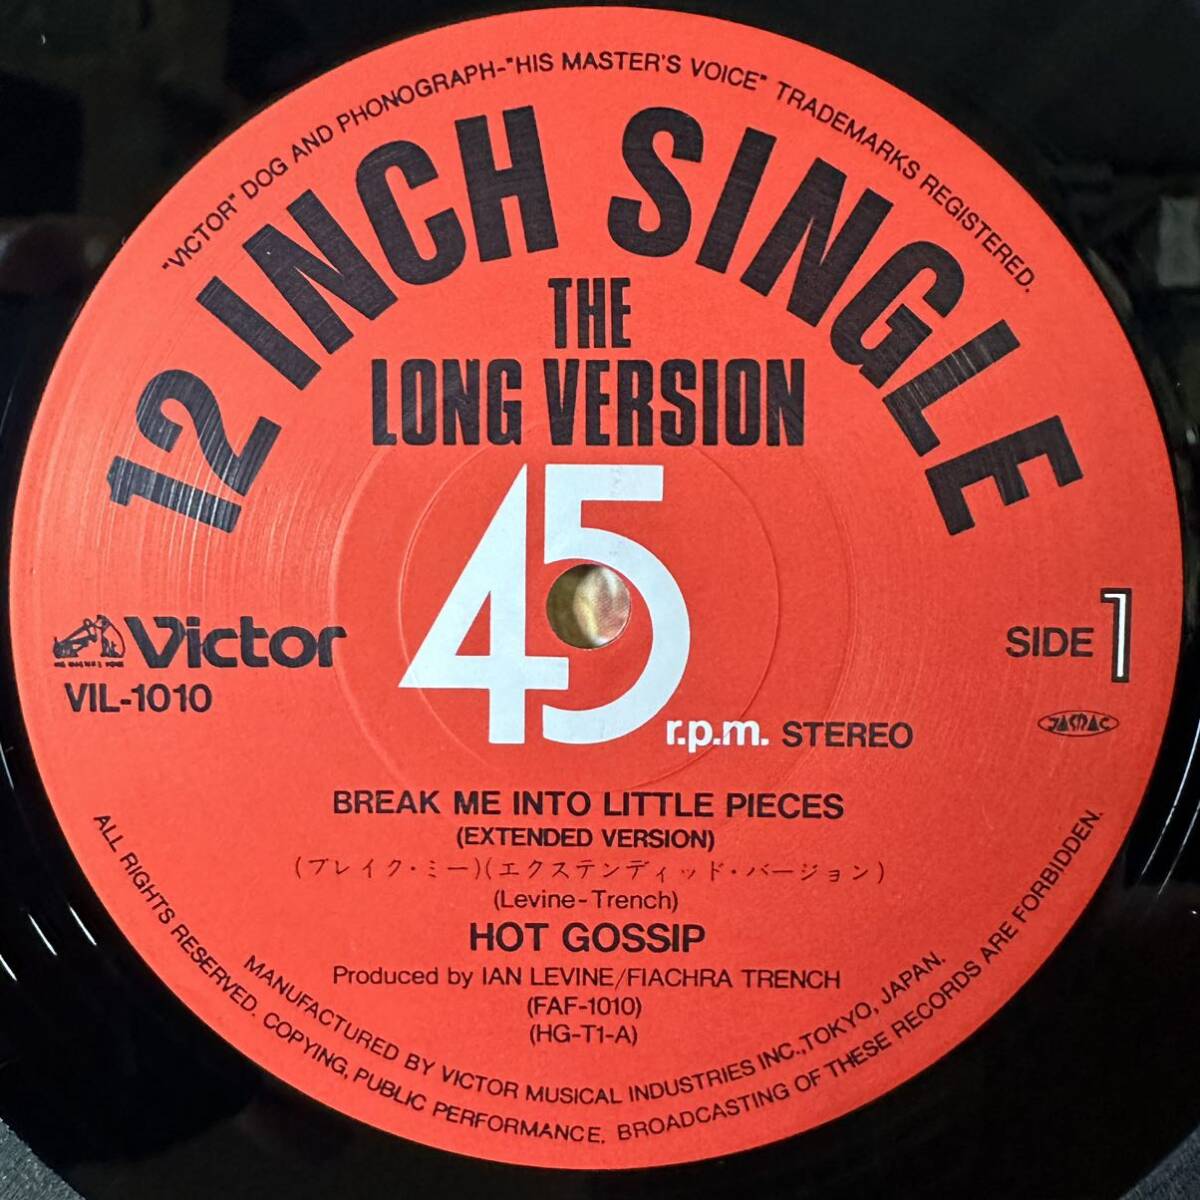 "VICTOR" DOG AND PHONOGRAPH-"HIS MASTER'S VOICE" TRADEMARKS REGISTERED.
12 INCH SINGLE
THE
LONG VERSION
45
r.p.m. STEREO
HIS MASTER'S VOICE
Victor
VIL-1010
SIDE 1
JASRAC
BREAK ME INTO LITTLE PIECES
(EXTENDED VERSION)
(ブレイク・ミー)(エクステンディッド・バージョン)
(Levine-Trench)
HOT GOSSIP
Produced by IAN LEVINE/FIACHRA TRENCH
(FAF-1010)
(HG-T1-A)
MANUFACTURED BY VICTOR MUSICAL INDUSTRIES INC.,TOKYO, JAPAN.
ALL RIGHTS RESERVED. COPYING, PUBLIC PERFORMANCE, BROADCASTING OF THESE RECORDS ARE FORBIDDEN.